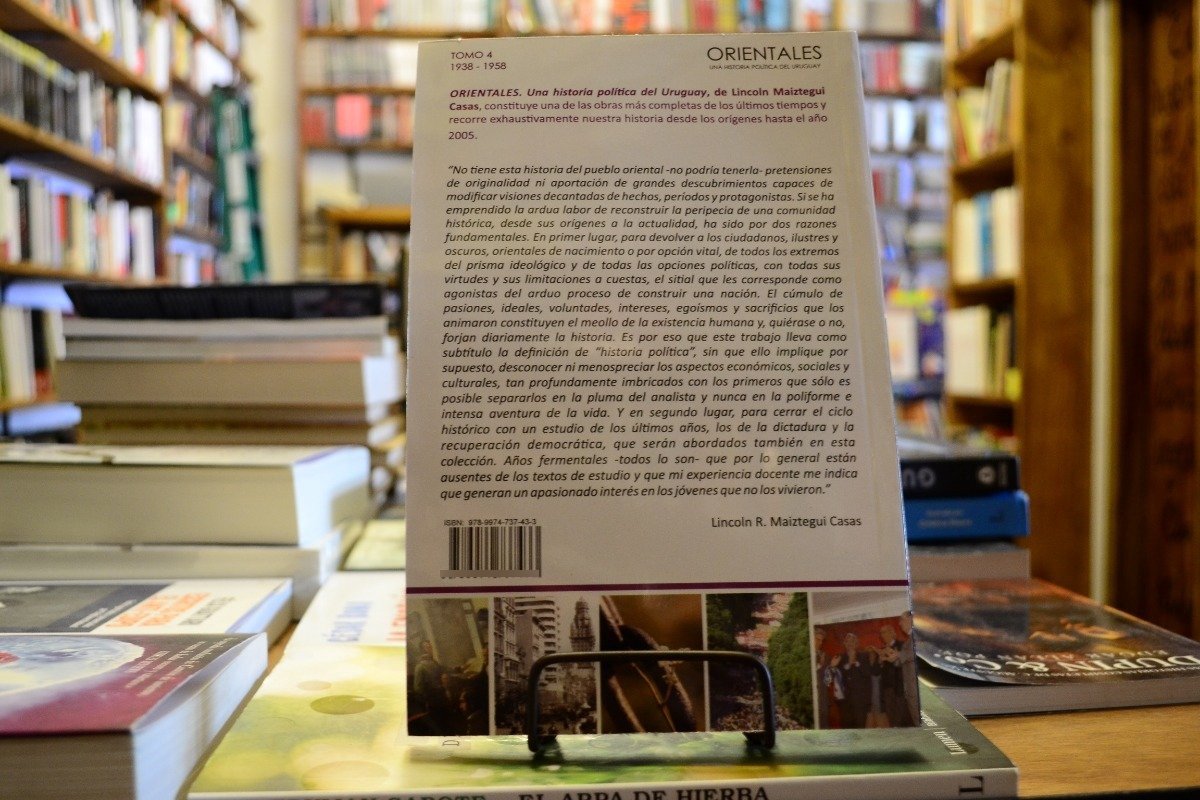 TOMO 4
1938 - 1958
ORIENTALES
UNA HISTORIA POLÍTICA DEL URUGUAY
ORIENTALES. Una historia política del Uruguay, de Lincoln Maiztegui
Casas, constituye una de las obras más completas de los últimos tiempos y
recorre exhaustivamente nuestra historia desde los orígenes hasta el año
2005.
"No tiene esta historia del pueblo oriental -no podría tenerla- pretensiones
de originalidad ni aportación de grandes descubrimientos capaces de
modificar visiones decantadas de hechos, períodos y protagonistas. Si se ha
emprendido la ardua labor de reconstruir la peripecia de una comunidad
histórica, desde sus orígenes a la actualidad, ha sido por dos razones
fundamentales. En primer lugar, para devolver a los ciudadanos, ilustres y
oscuros, orientales de nacimiento o por opción vital, de todos los extremos
del prisma ideológico y de todas las opciones políticas, con todas sus
virtudes y sus limitaciones a cuestas, el sitial que les corresponde como
agonistas del arduo proceso de construir una nación. El cúmulo de
pasiones, ideales, voluntades, intereses, egoísmos y sacrificios que los
animaron constituyen el meollo de la existencia humana y, quiérase o no,
forjan diariamente la historia. Es por eso que este trabajo lleva como
subtítulo la definición de "historia política", sin que ello implique por
supuesto, desconocer ni menospreciar los aspectos económicos, sociales y
culturales, tan profundamente imbricados con los primeros que sólo es
posible separarlos en la pluma del analista y nunca en la poliforme e
intensa aventura de la vida. Y en segundo lugar, para cerrar el ciclo
histórico con un estudio de los últimos años, los de la dictadura y la
recuperación democrática, que serán abordados también en esta
colección. Años fermentales -todos lo son- que por lo general están
ausentes de los textos de estudio y que mi experiencia docente me indica
que generan un apasionado interés en los jóvenes que no los vivieron."
Lincoln R. Maiztegui Casas
ISBN: 978-9974-737-43-3
DUPIN & CO
Lumen
EL ARPA DE HIERBA